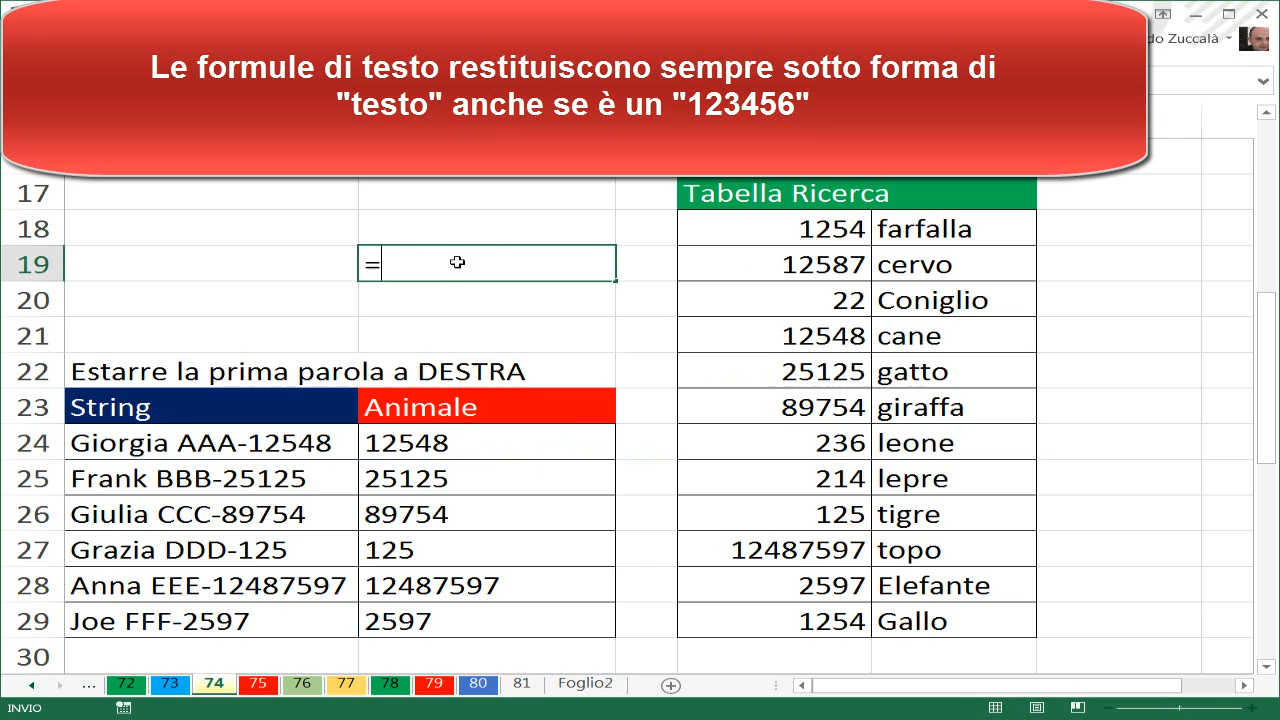 Le formule di testo restituiscono sempre sotto forma di
"testo" anche se è un "123456"
do Zuccalà
17 Tabella Ricerca
18 1254 farfalla
19 = 12587 cervo
20 22 Coniglio
21 12548 cane
22 Estarre la prima parola a DESTRA 25125 gatto
23 String Animale 89754 giraffa
24 Giorgia AAA-12548 12548 236 leone
25 Frank BBB-25125 25125 214 lepre
26 Giulia CCC-89754 89754 125 tigre
27 Grazia DDD-125 125 12487597 topo
28 Anna EEE-12487597 12487597 2597 Elefante
29 Joe FFF-2597 2597 1254 Gallo
30
... 72 73 74 75 76 77 78 79 80 81 Foglio2
INVIO